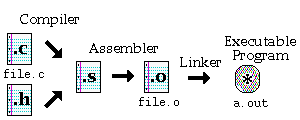 Compiler
.c
file.c
.h
Assembler
.s
.o
file.o
Linker
Executable
Program
*
a.out